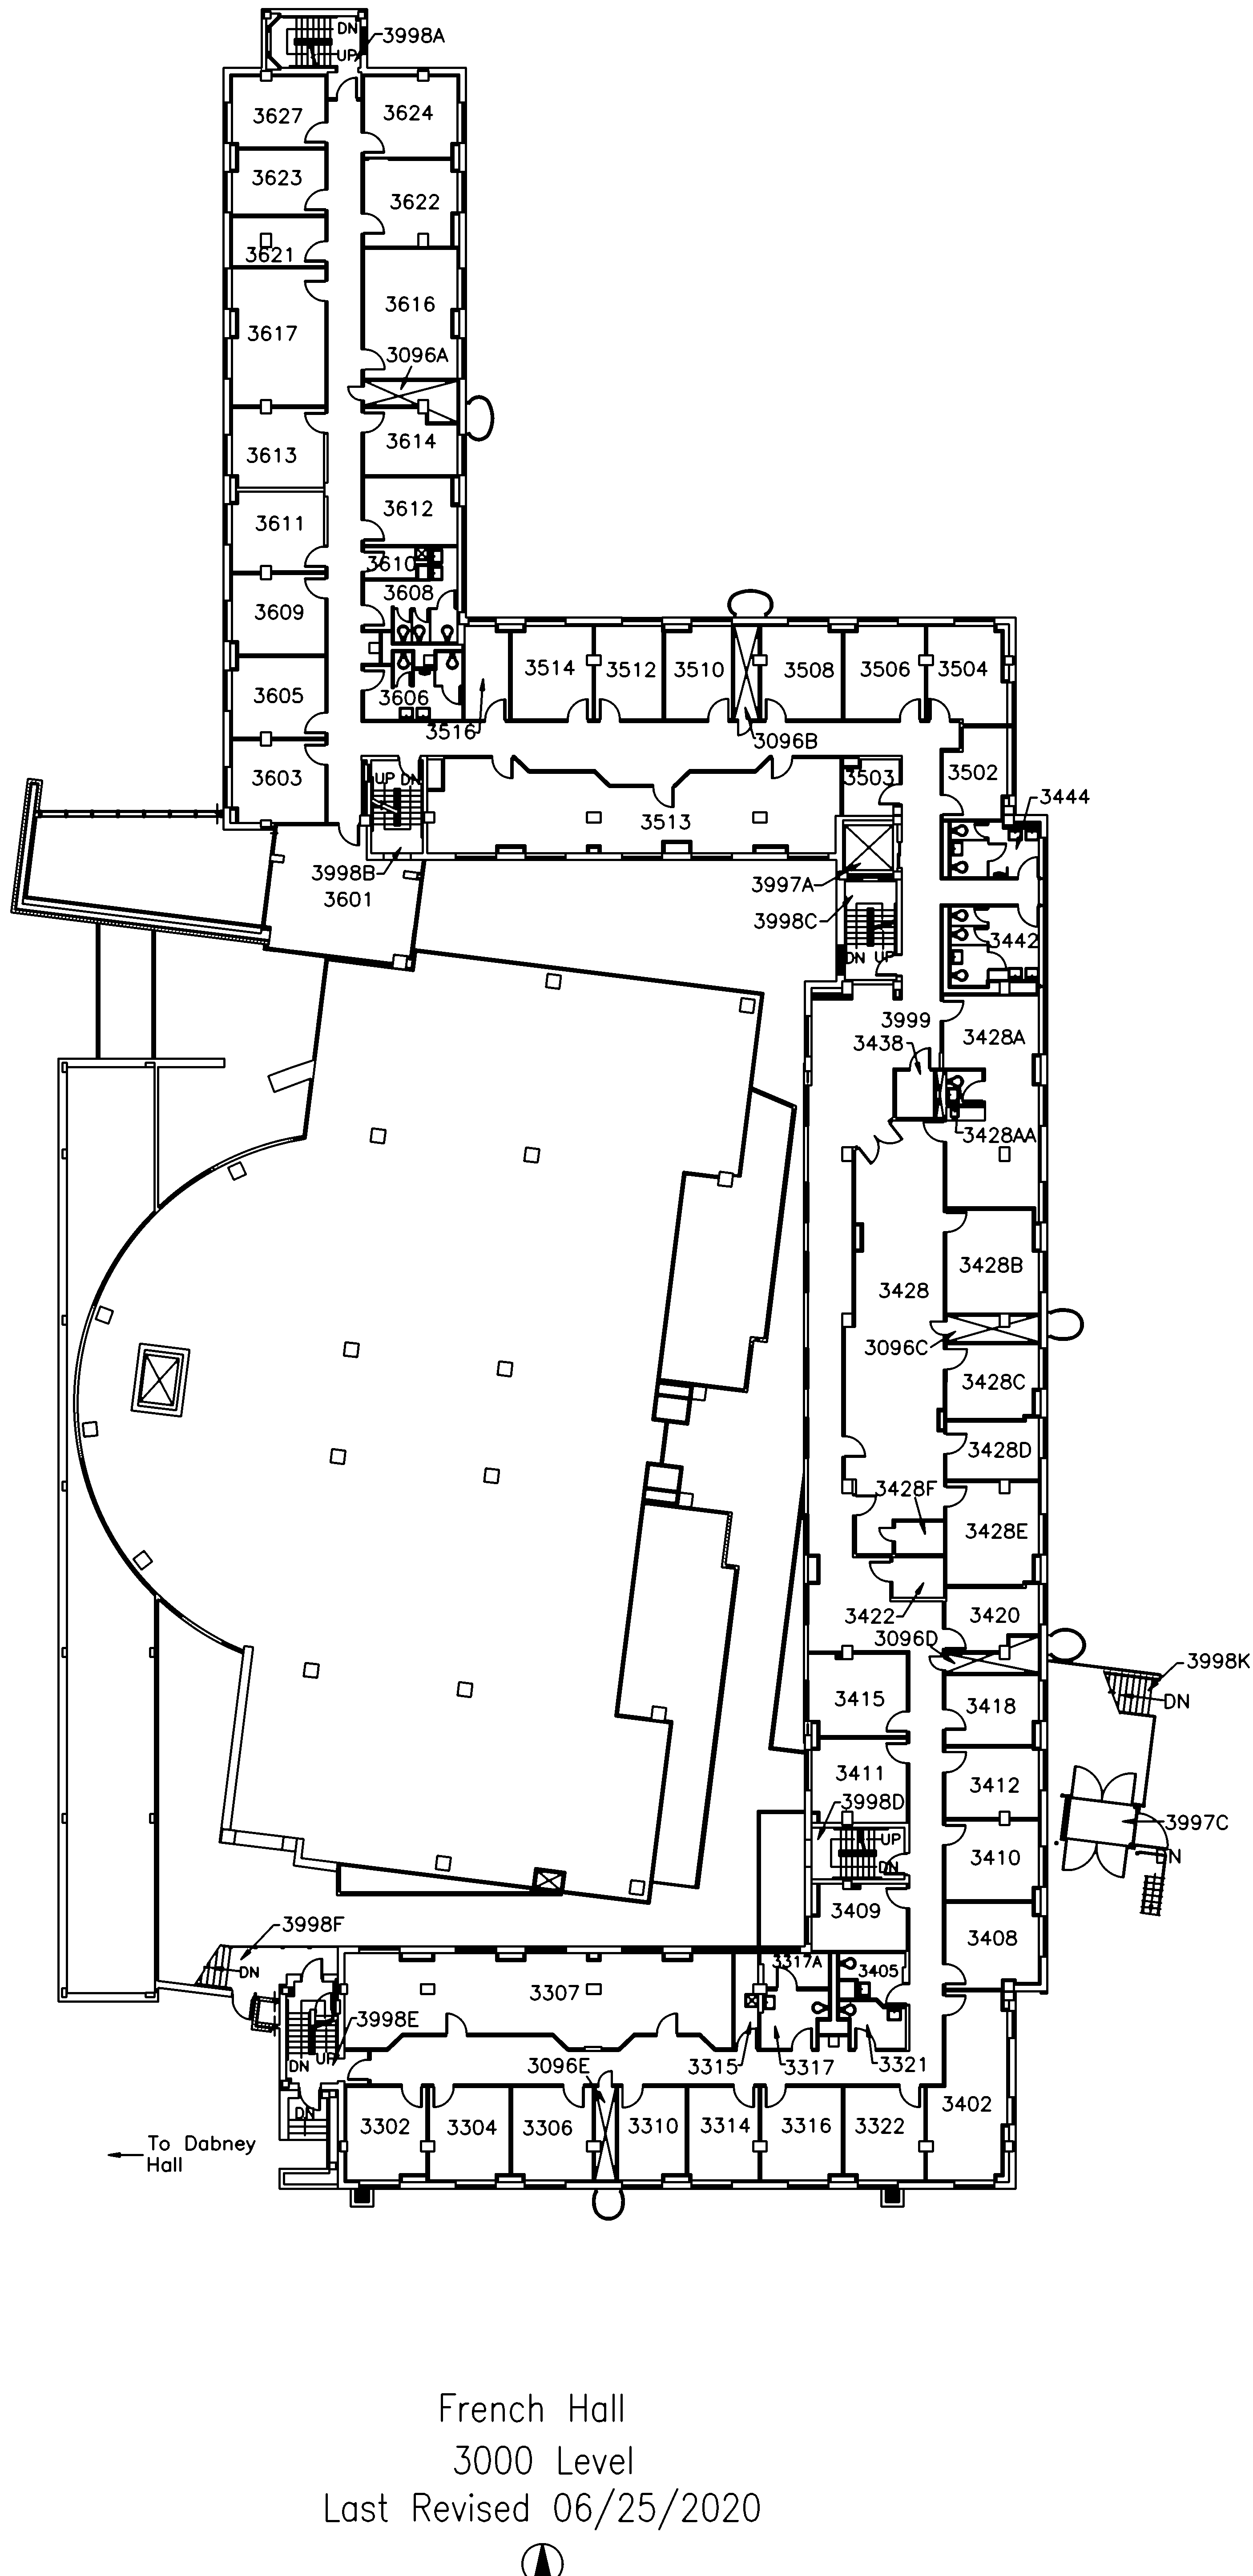 DN
3998A
UP
3627
3624
3623
3622
3621
3616
3617
3096A
3614
3613
3612
3611
3610
3608
3609
3514
3512
3510
3508
3506
3504
3605
3606
3516
3096B
3603
UP DN
3503
3502
3444
3513
3998B
3997A
3601
3998C
3442
DN UP
3999
3428A
3438
3428AA
3428B
3428
3096C
3428C
3428D
3428F
3428E
3422
3420
3096D
3998K
3415
3418
DN
3411
3412
3998D
3997C
UP
DN
3410
DN
3409
3408
3998F
3317A
3405
DN
3307
3998E
DN UP
3096E
3315
3317
3321
DN
3302
3304
3306
3310
3314
3316
3322
3402
To Dabney
Hall
French Hall
3000 Level
Last Revised 06/25/2020